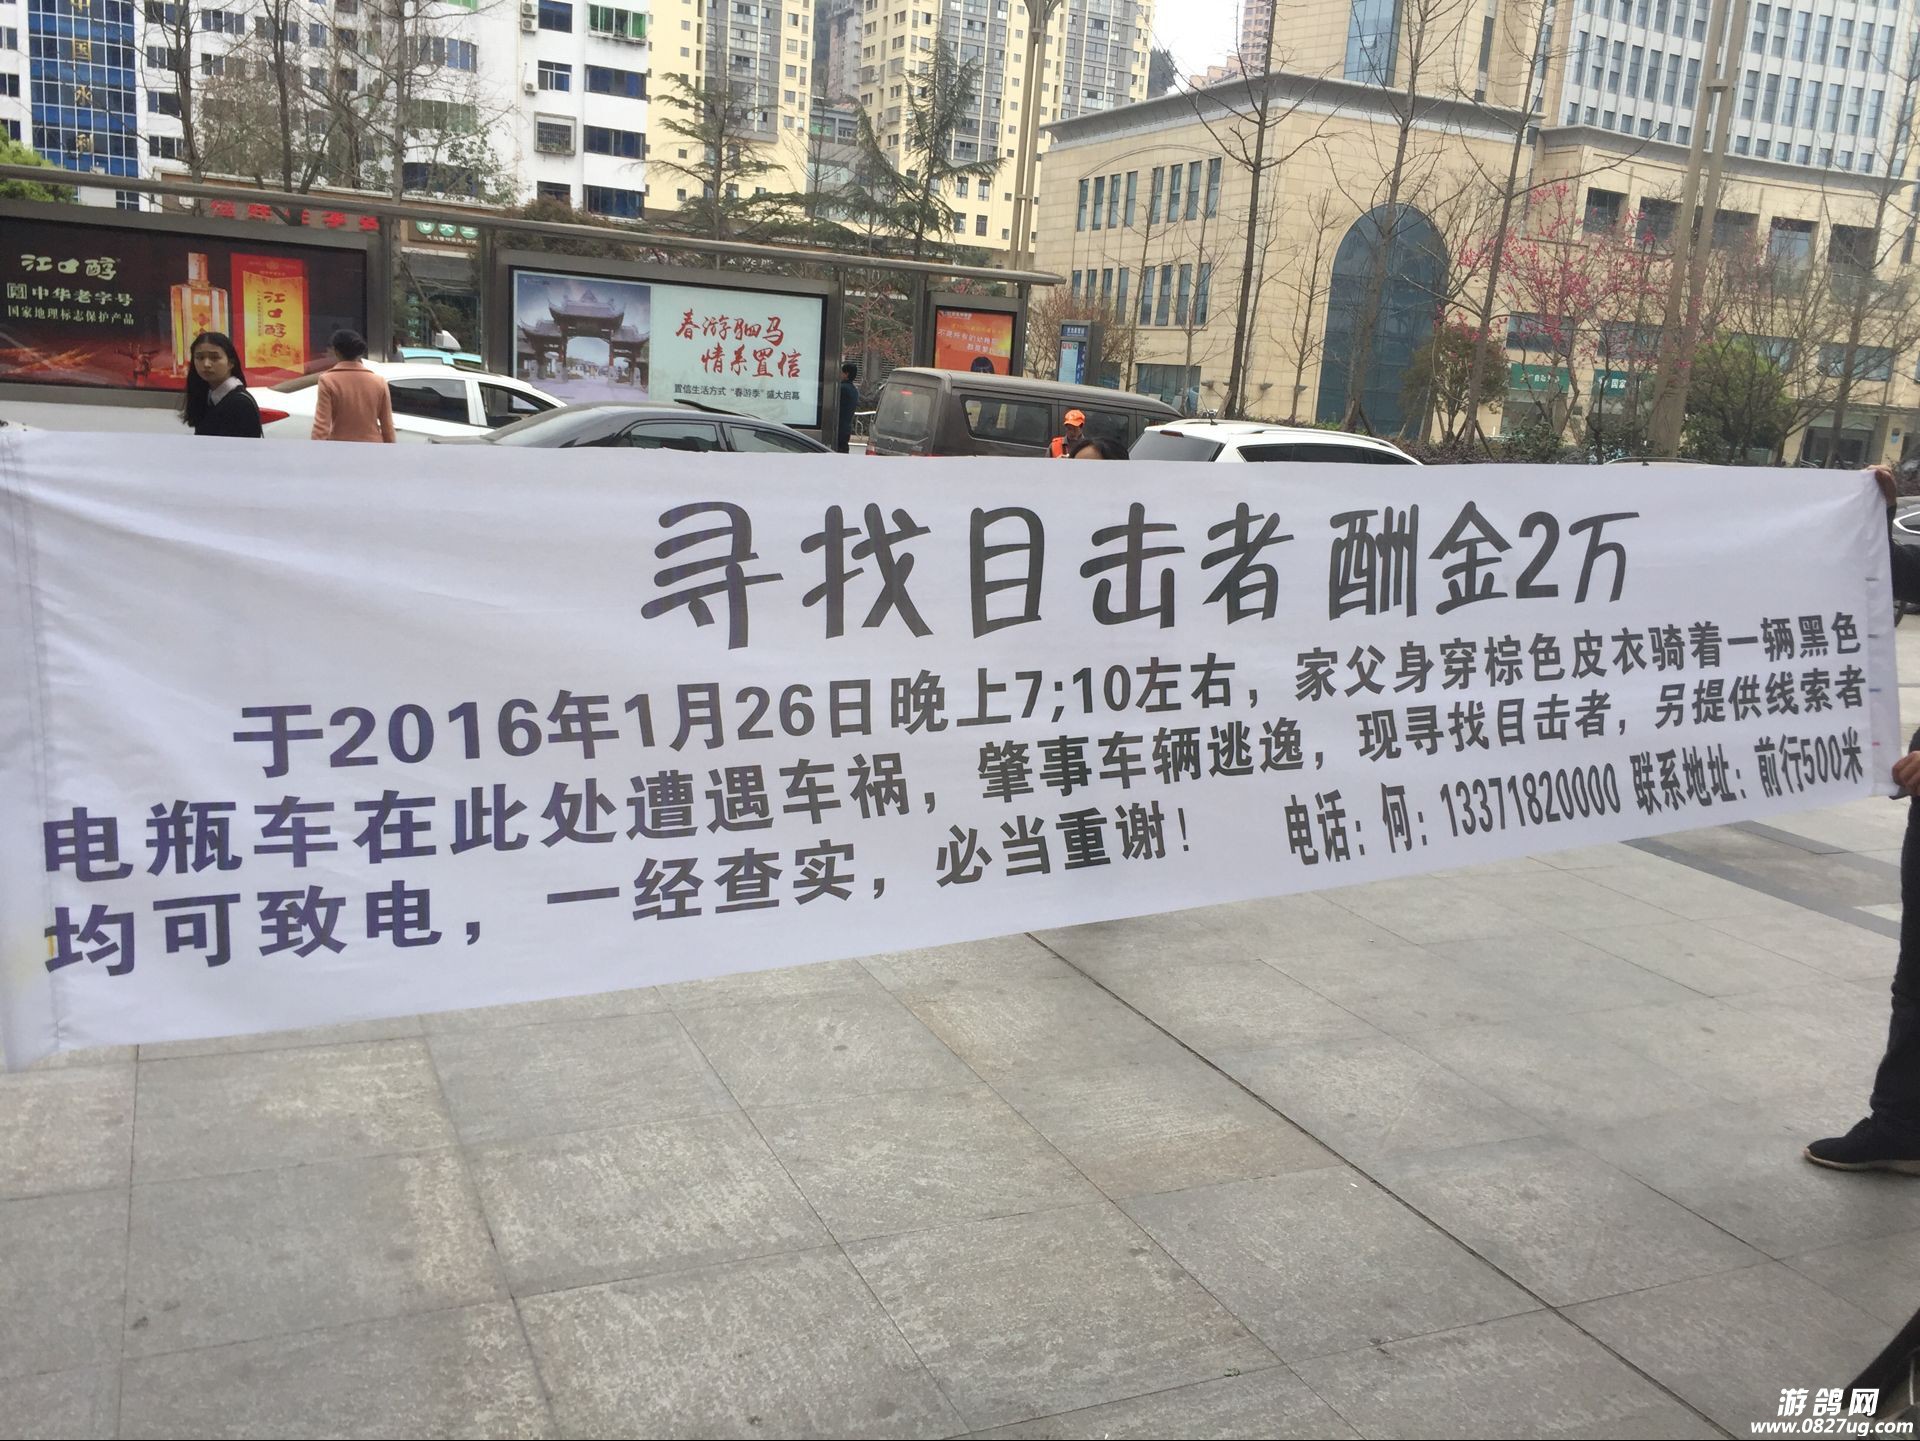 中国水利
江口醇
中华老字号
国家地理标志保护产品
江口醇
春游驷马
情系置信
置信生活方式“春游季”盛大启幕
寻找目击者 酬金2万
于2016年1月26日晚上7;10左右，家父身穿棕色皮衣骑着一辆黑色
电瓶车在此处遭遇车祸，肇事车辆逃逸，现寻找目击者，另提供线索者
均可致电，一经查实，必当重谢！ 电话：何：13371820000 联系地址：前行500米
游鸽网
www.0827ug.com